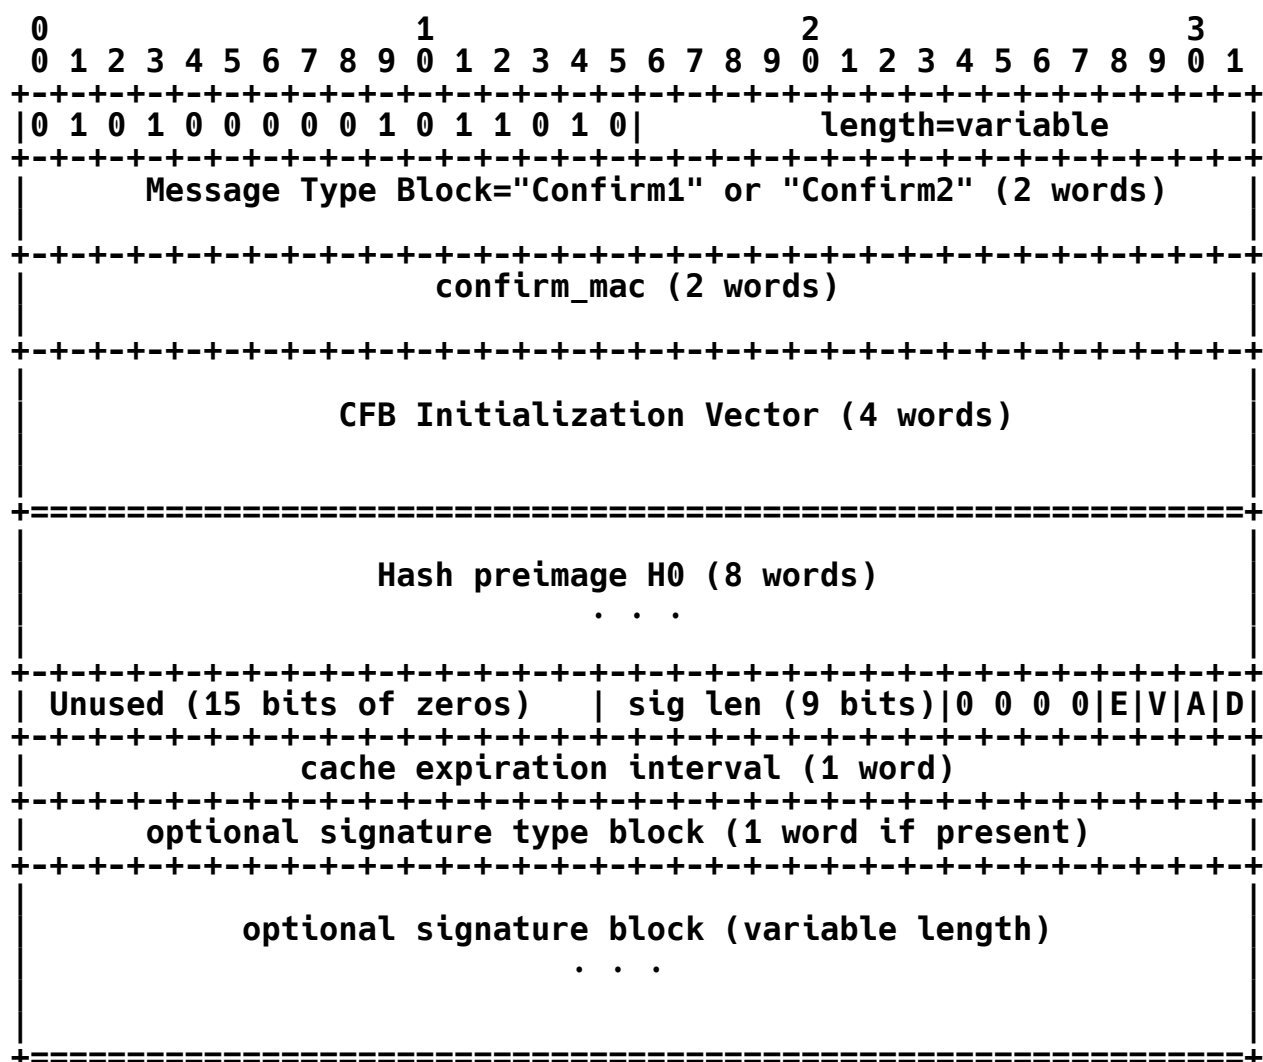 0                   1                   2                   3
0 1 2 3 4 5 6 7 8 9 0 1 2 3 4 5 6 7 8 9 0 1 2 3 4 5 6 7 8 9 0 1
+-+-+-+-+-+-+-+-+-+-+-+-+-+-+-+-+-+-+-+-+-+-+-+-+-+-+-+-+-+-+-+-+
|0 1 0 1 0 0 0 0 0 1 0 1 1 0 1 0|         length=variable       |
+-+-+-+-+-+-+-+-+-+-+-+-+-+-+-+-+-+-+-+-+-+-+-+-+-+-+-+-+-+-+-+-+
|      Message Type Block="Confirm1" or "Confirm2" (2 words)    |
|                                                               |
+-+-+-+-+-+-+-+-+-+-+-+-+-+-+-+-+-+-+-+-+-+-+-+-+-+-+-+-+-+-+-+-+
|                     confirm_mac (2 words)                     |
|                                                               |
+-+-+-+-+-+-+-+-+-+-+-+-+-+-+-+-+-+-+-+-+-+-+-+-+-+-+-+-+-+-+-+-+
|                                                               |
|                CFB Initialization Vector (4 words)            |
|                                                               |
|                                                               |
+===============================================================+
|                                                               |
|                  Hash preimage H0 (8 words)                   |
|                             . . .                             |
|                                                               |
+-+-+-+-+-+-+-+-+-+-+-+-+-+-+-+-+-+-+-+-+-+-+-+-+-+-+-+-+-+-+-+-+
| Unused (15 bits of zeros)   | sig len (9 bits)|0 0 0 0|E|V|A|D|
+-+-+-+-+-+-+-+-+-+-+-+-+-+-+-+-+-+-+-+-+-+-+-+-+-+-+-+-+-+-+-+-+
|              cache expiration interval (1 word)               |
+-+-+-+-+-+-+-+-+-+-+-+-+-+-+-+-+-+-+-+-+-+-+-+-+-+-+-+-+-+-+-+-+
|      optional signature type block (1 word if present)        |
+-+-+-+-+-+-+-+-+-+-+-+-+-+-+-+-+-+-+-+-+-+-+-+-+-+-+-+-+-+-+-+-+
|                                                               |
|           optional signature block (variable length)          |
|                            . . .                              |
|                                                               |
|                                                               |
+===============================================================+